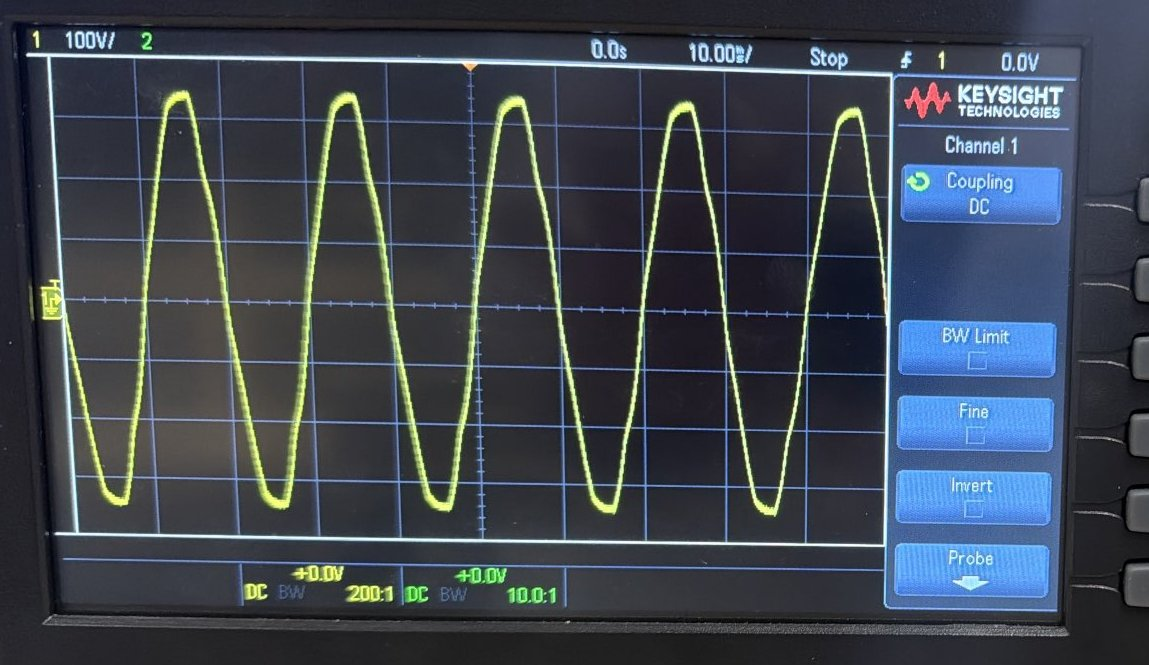 1 100V/ 2 0.0s 10.00ms/ Stop 1 0.0V
KEYSIGHT
TECHNOLOGIES
Channel 1
Coupling
DC
BW Limit
Fine
Invert
Probe
+0.0V +0.0V
DC BW 200:1 DC BW 10.0:1